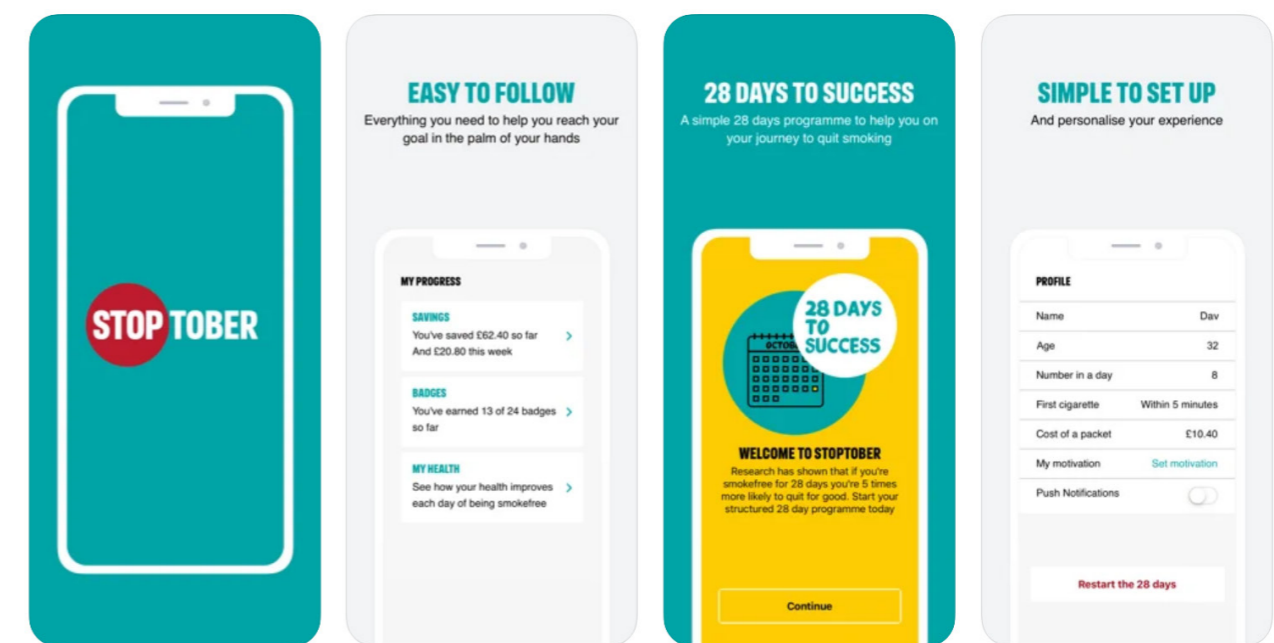 STOPTOBER
EASY TO FOLLOW
Everything you need to help you reach your
goal in the palm of your hands
MY PROGRESS
SAVINGS
You've saved £62.40 so far
And £20.80 this week
BADGES
You've earned 13 of 24 badges
so far
MY HEALTH
See how your health improves
each day of being smokefree
28 DAYS TO SUCCESS
A simple 28 days programme to help you on
your journey to quit smoking
28 DAYS
TO
SUCCESS
OCTOB
WELCOME TO STOPTOBER
Research has shown that if you're
smokefree for 28 days you're 5 times
more likely to quit for good. Start your
structured 28 day programme today
Continue
SIMPLE TO SET UP
And personalise your experience
PROFILE
Name Dav
Age 32
Number in a day 8
First cigarette Within 5 minutes
Cost of a packet £10.40
My motivation Set motivation
Push Notifications
Restart the 28 days